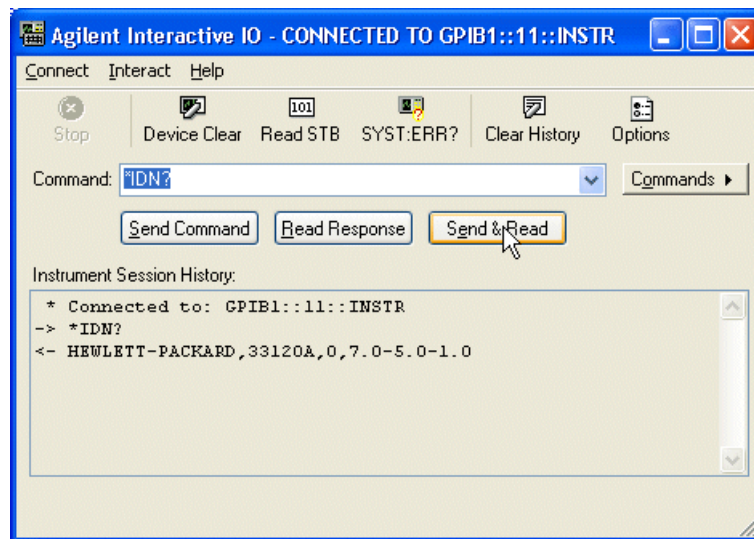 Agilent Interactive IO - CONNECTED TO GPIB1::11::INSTR
Connect Interact Help
101
Stop Device Clear Read STB SYST:ERR? Clear History Options
Command: *IDN? Commands
Send Command Read Response Send & Read
Instrument Session History:
* Connected to: GPIB1::11::INSTR
-> *IDN?
<- HEWLETT-PACKARD,33120A,0,7.0-5.0-1.0